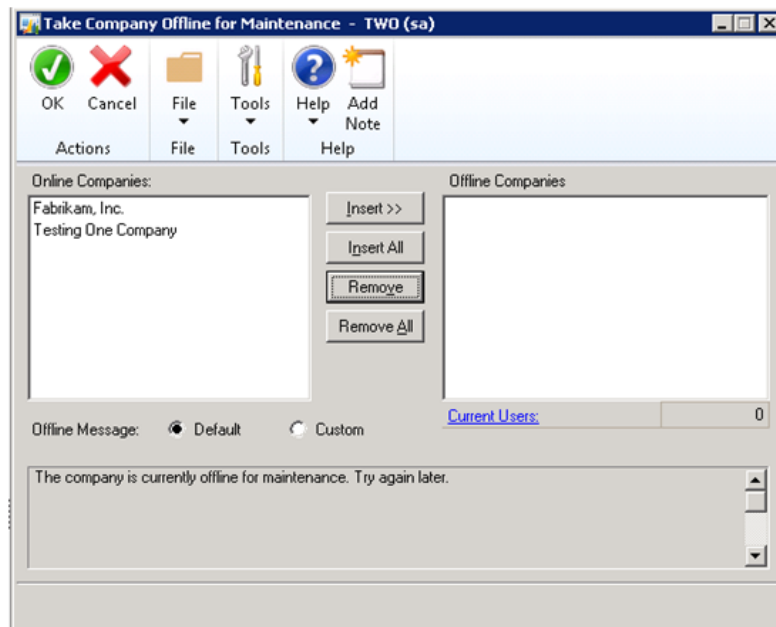 Take Company Offline for Maintenance - TWO (sa)
OK Cancel File Tools Help Add Note
Actions File Tools Help
Online Companies:
Fabrikam, Inc.
Testing One Company
Insert >>
Insert All
Remove
Remove All
Offline Companies
Current Users: 0
Offline Message: Default Custom
The company is currently offline for maintenance. Try again later.